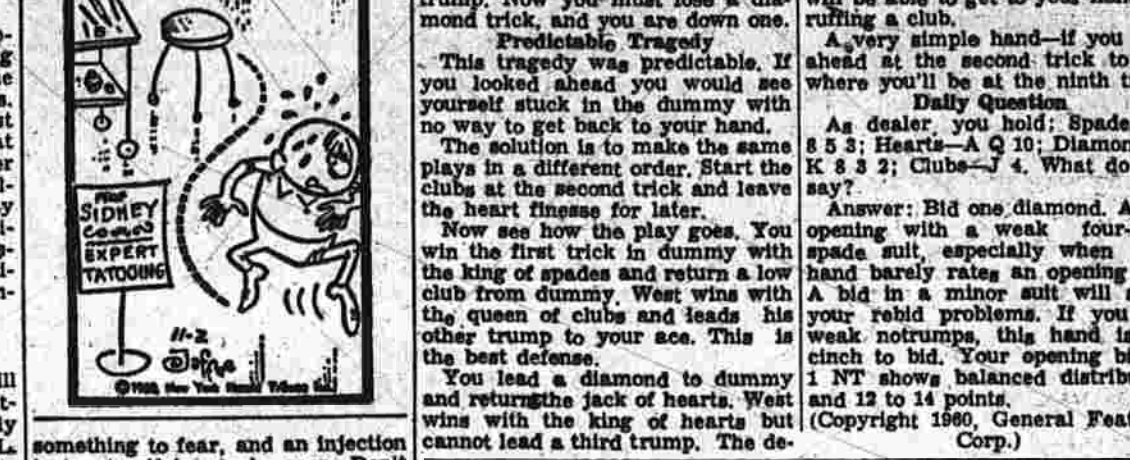 PROF
SIDNEY
EXPERT
TATOOING
11-2
Jaffe
New York Herald Tribune
something to fear, and an injection
mond trick, and you are down one.
Predictable Tragedy
This tragedy was predictable. If
you looked ahead you would see
yourself stuck in the dummy with
no way to get back to your hand.
The solution is to make the same
plays in a different order. Start the
clubs at the second trick and leave
the heart finesse for later.
Now see how the play goes. You
win the first trick in dummy with
the king of spades and return a low
club from dummy. West wins with
the queen of clubs and leads his
other trump to your ace. This is
the best defense.
You lead a diamond to dummy
and return the jack of hearts. West
wins with the king of hearts but
cannot lead a third trump. The de-
ruffing a club.
A very simple hand—if you
ahead at the second trick to
where you'll be at the ninth
Daily Question
As dealer, you hold: Spade
8 5 3; Hearts—A Q 10; Diamon
K 8 3 2; Clubs—J 4. What do
say?
Answer: Bid one diamond. A
opening with a weak four-
spade suit, especially when
hand barely rates an opening
A bid in a minor suit will
your rebid problems. If you
weak notrumps, this hand is
cinch to bid. Your opening bi
1 NT shows balanced distrib
and 12 to 14 points.
(Copyright 1960, General Feat
Corp.)